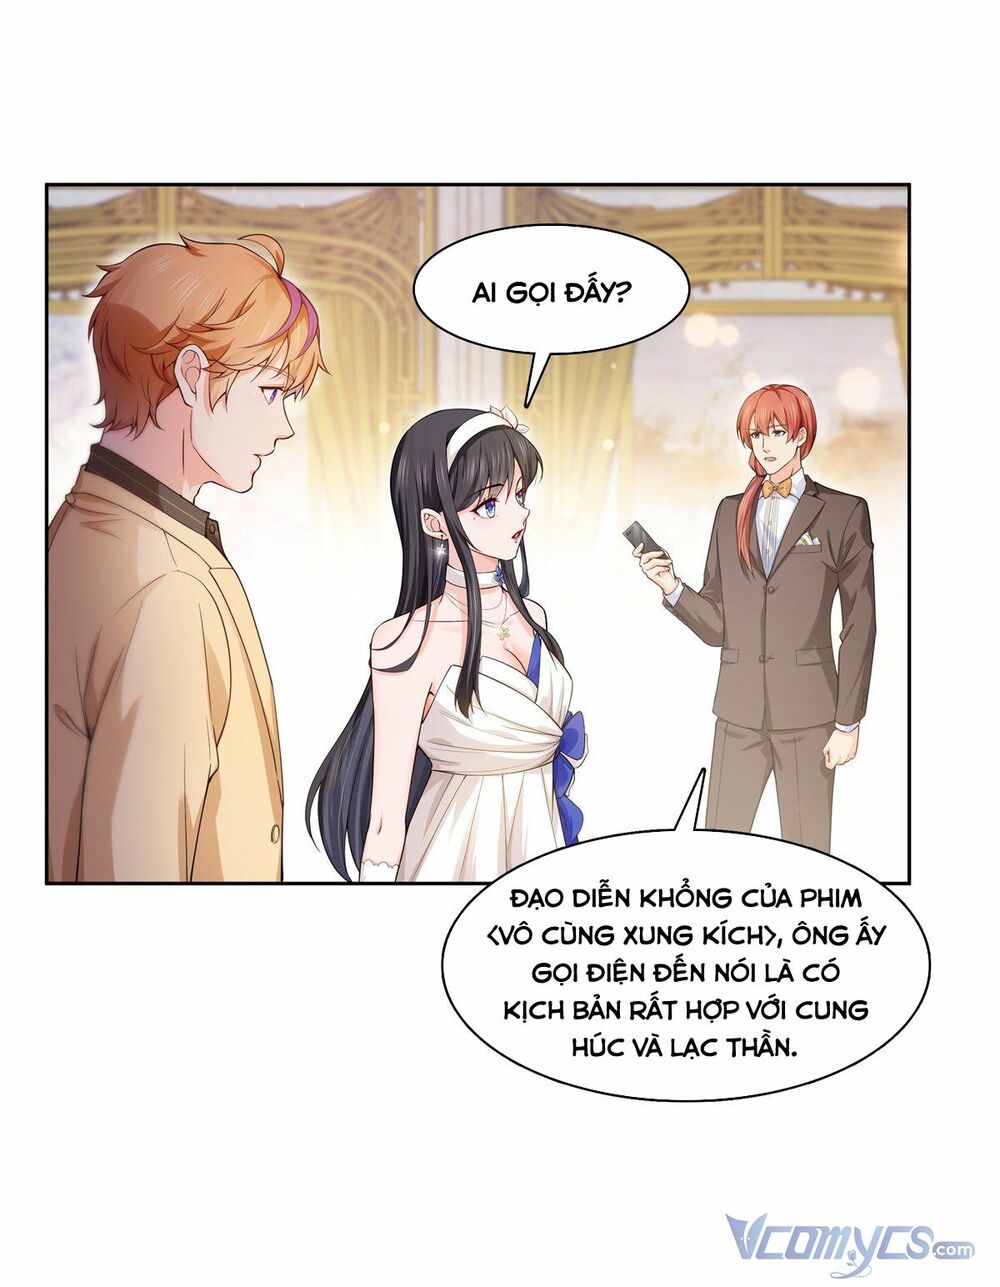 AI GỌI ĐẤY?
ĐẠO DIỄN KHỔNG CỦA PHIM
<VÔ CÙNG XUNG KÍCH>, ÔNG ẤY
GỌI ĐIỆN ĐẾN NÓI LÀ CÓ
KỊCH BẢN RẤT HỢP VỚI CUNG
HÚC VÀ LẠC THẦN.
VCOMYCS.com